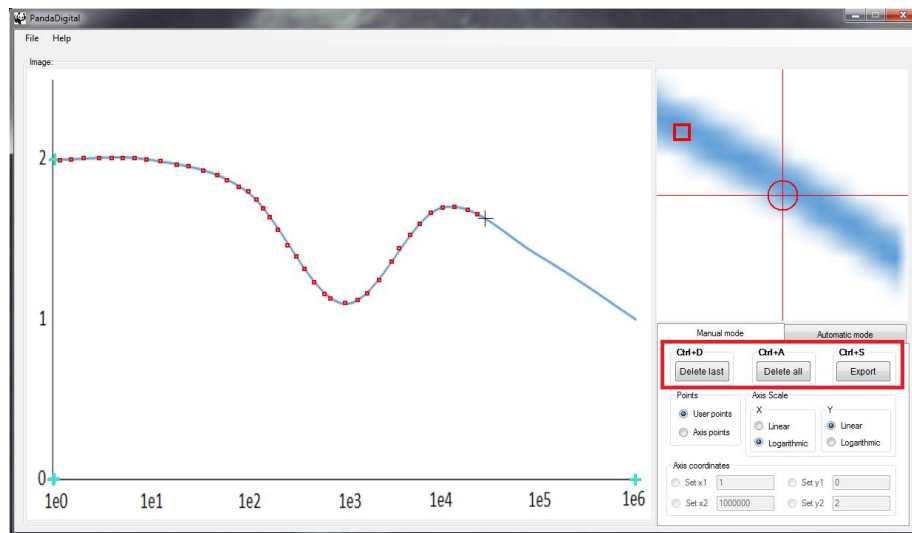 PandaDigital
File Help
Image:
2
1
0
1e0 1e1 1e2 1e3 1e4 1e5 1e6
Manual mode Automatic mode
Ctrl+D Ctrl+A Ctrl+S
Delete last Delete all Export
Points Axis Scale
X Y
User points Linear Linear
Axis points Logarithmic Logarithmic
Axis coordinates
Set x1 1 Set y1 0
Set x2 1000000 Set y2 2